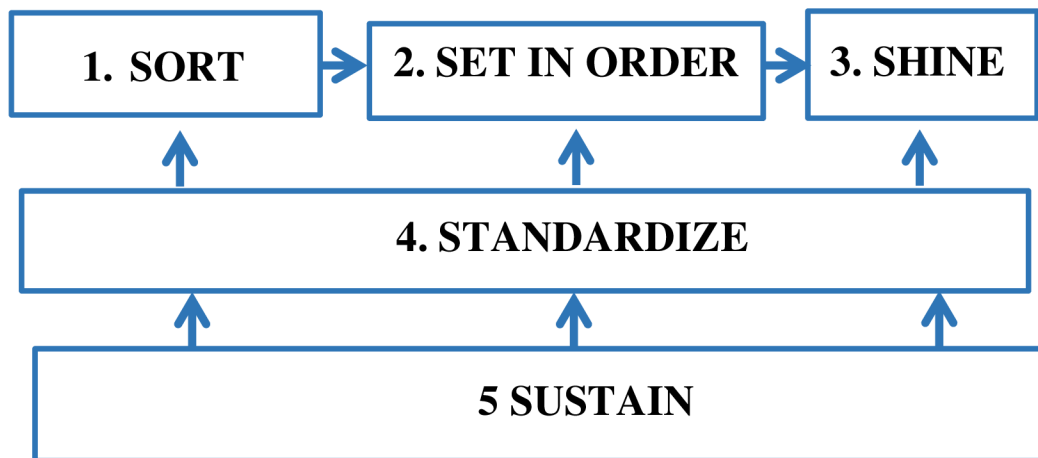 1. SORT
2. SET IN ORDER
3. SHINE
4. STANDARDIZE
5 SUSTAIN